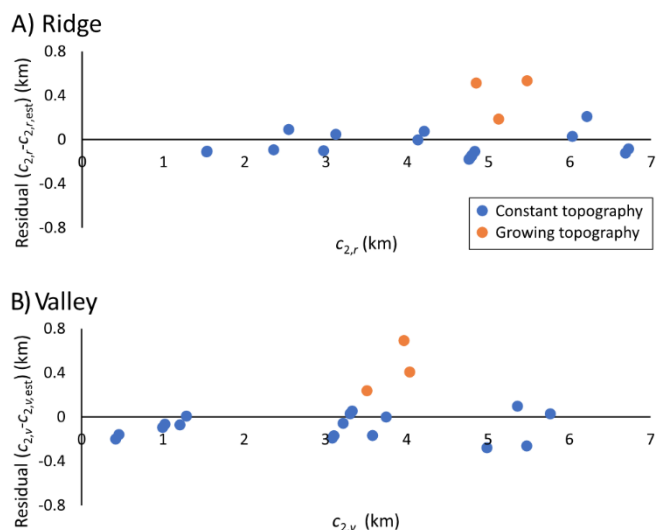 A) Ridge
Residual (c2,r-c2,r,est) (km)
0.8
0.4
0
-0.4
-0.8
0 1 2 3 4 5 6 7
c2,r (km)
Constant topography
Growing topography
B) Valley
Residual (c2,v-c2,v,est) (km)
0.8
0.4
0
-0.4
-0.8
0 1 2 3 4 5 6 7
c2,v (km)